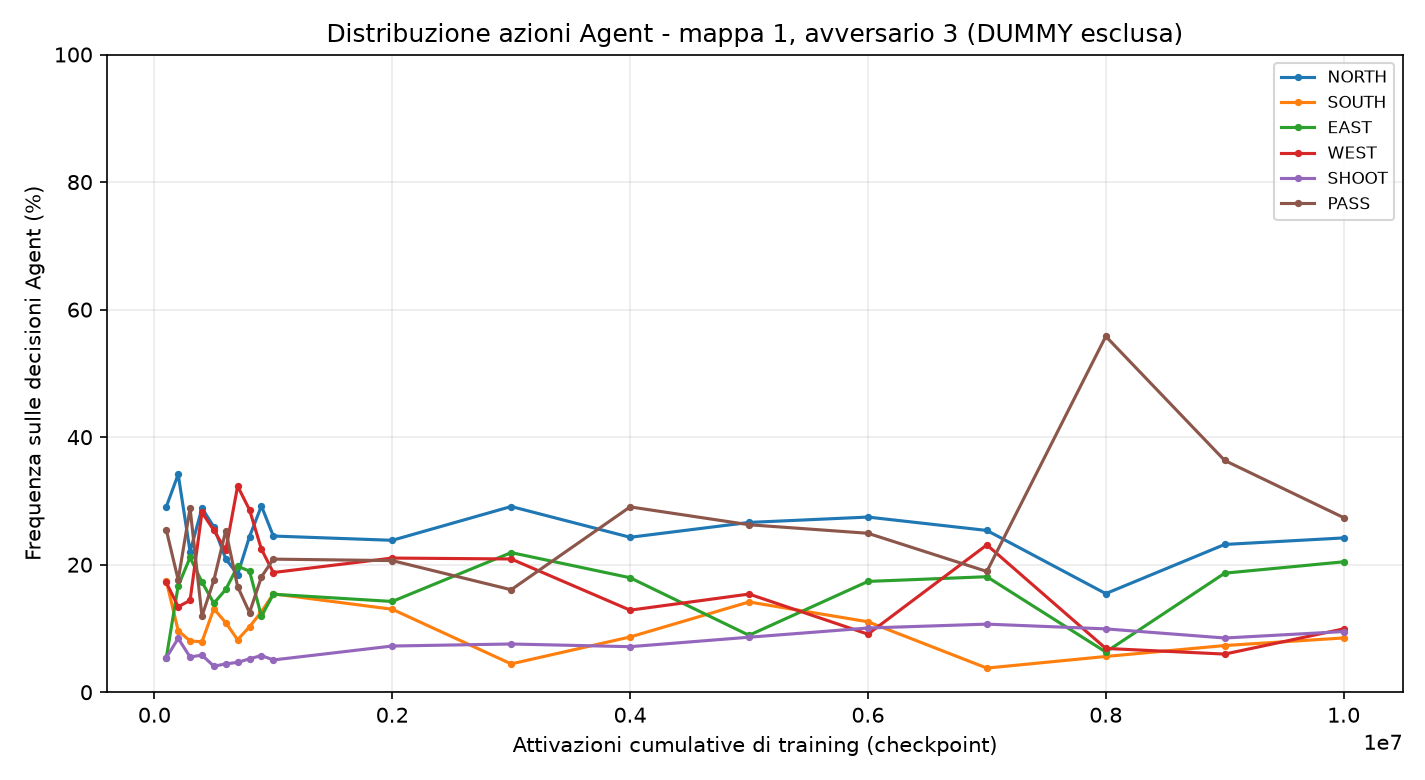 Distribuzione azioni Agent - mappa 1, avversario 3 (DUMMY esclusa)
Frequenza sulle decisioni Agent (%)
100
80
60
40
20
0
NORTH
SOUTH
EAST
WEST
SHOOT
PASS
0.0 0.2 0.4 0.6 0.8 1.0
1e7
Attivazioni cumulative di training (checkpoint)